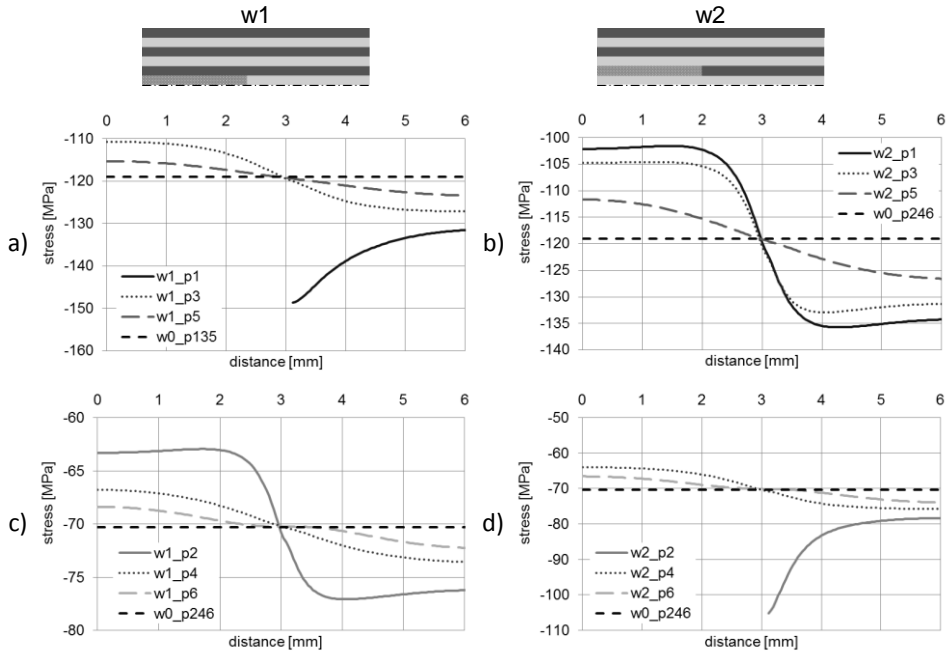 w1
w2
a)
0 1 2 3 4 5 6
-110
-120
-130
-140
-150
-160
stress [MPa]
w1_p1
w1_p3
w1_p5
w0_p135
distance [mm]
b)
0 1 2 3 4 5 6
-100
-105
-110
-115
-120
-125
-130
-135
-140
stress [MPa]
w2_p1
w2_p3
w2_p5
w0_p246
distance [mm]
c)
0 1 2 3 4 5 6
-60
-65
-70
-75
-80
stress [MPa]
w1_p2
w1_p4
w1_p6
w0_p246
distance [mm]
d)
0 1 2 3 4 5 6
-50
-60
-70
-80
-90
-100
-110
stress [MPa]
w2_p2
w2_p4
w2_p6
w0_p246
distance [mm]